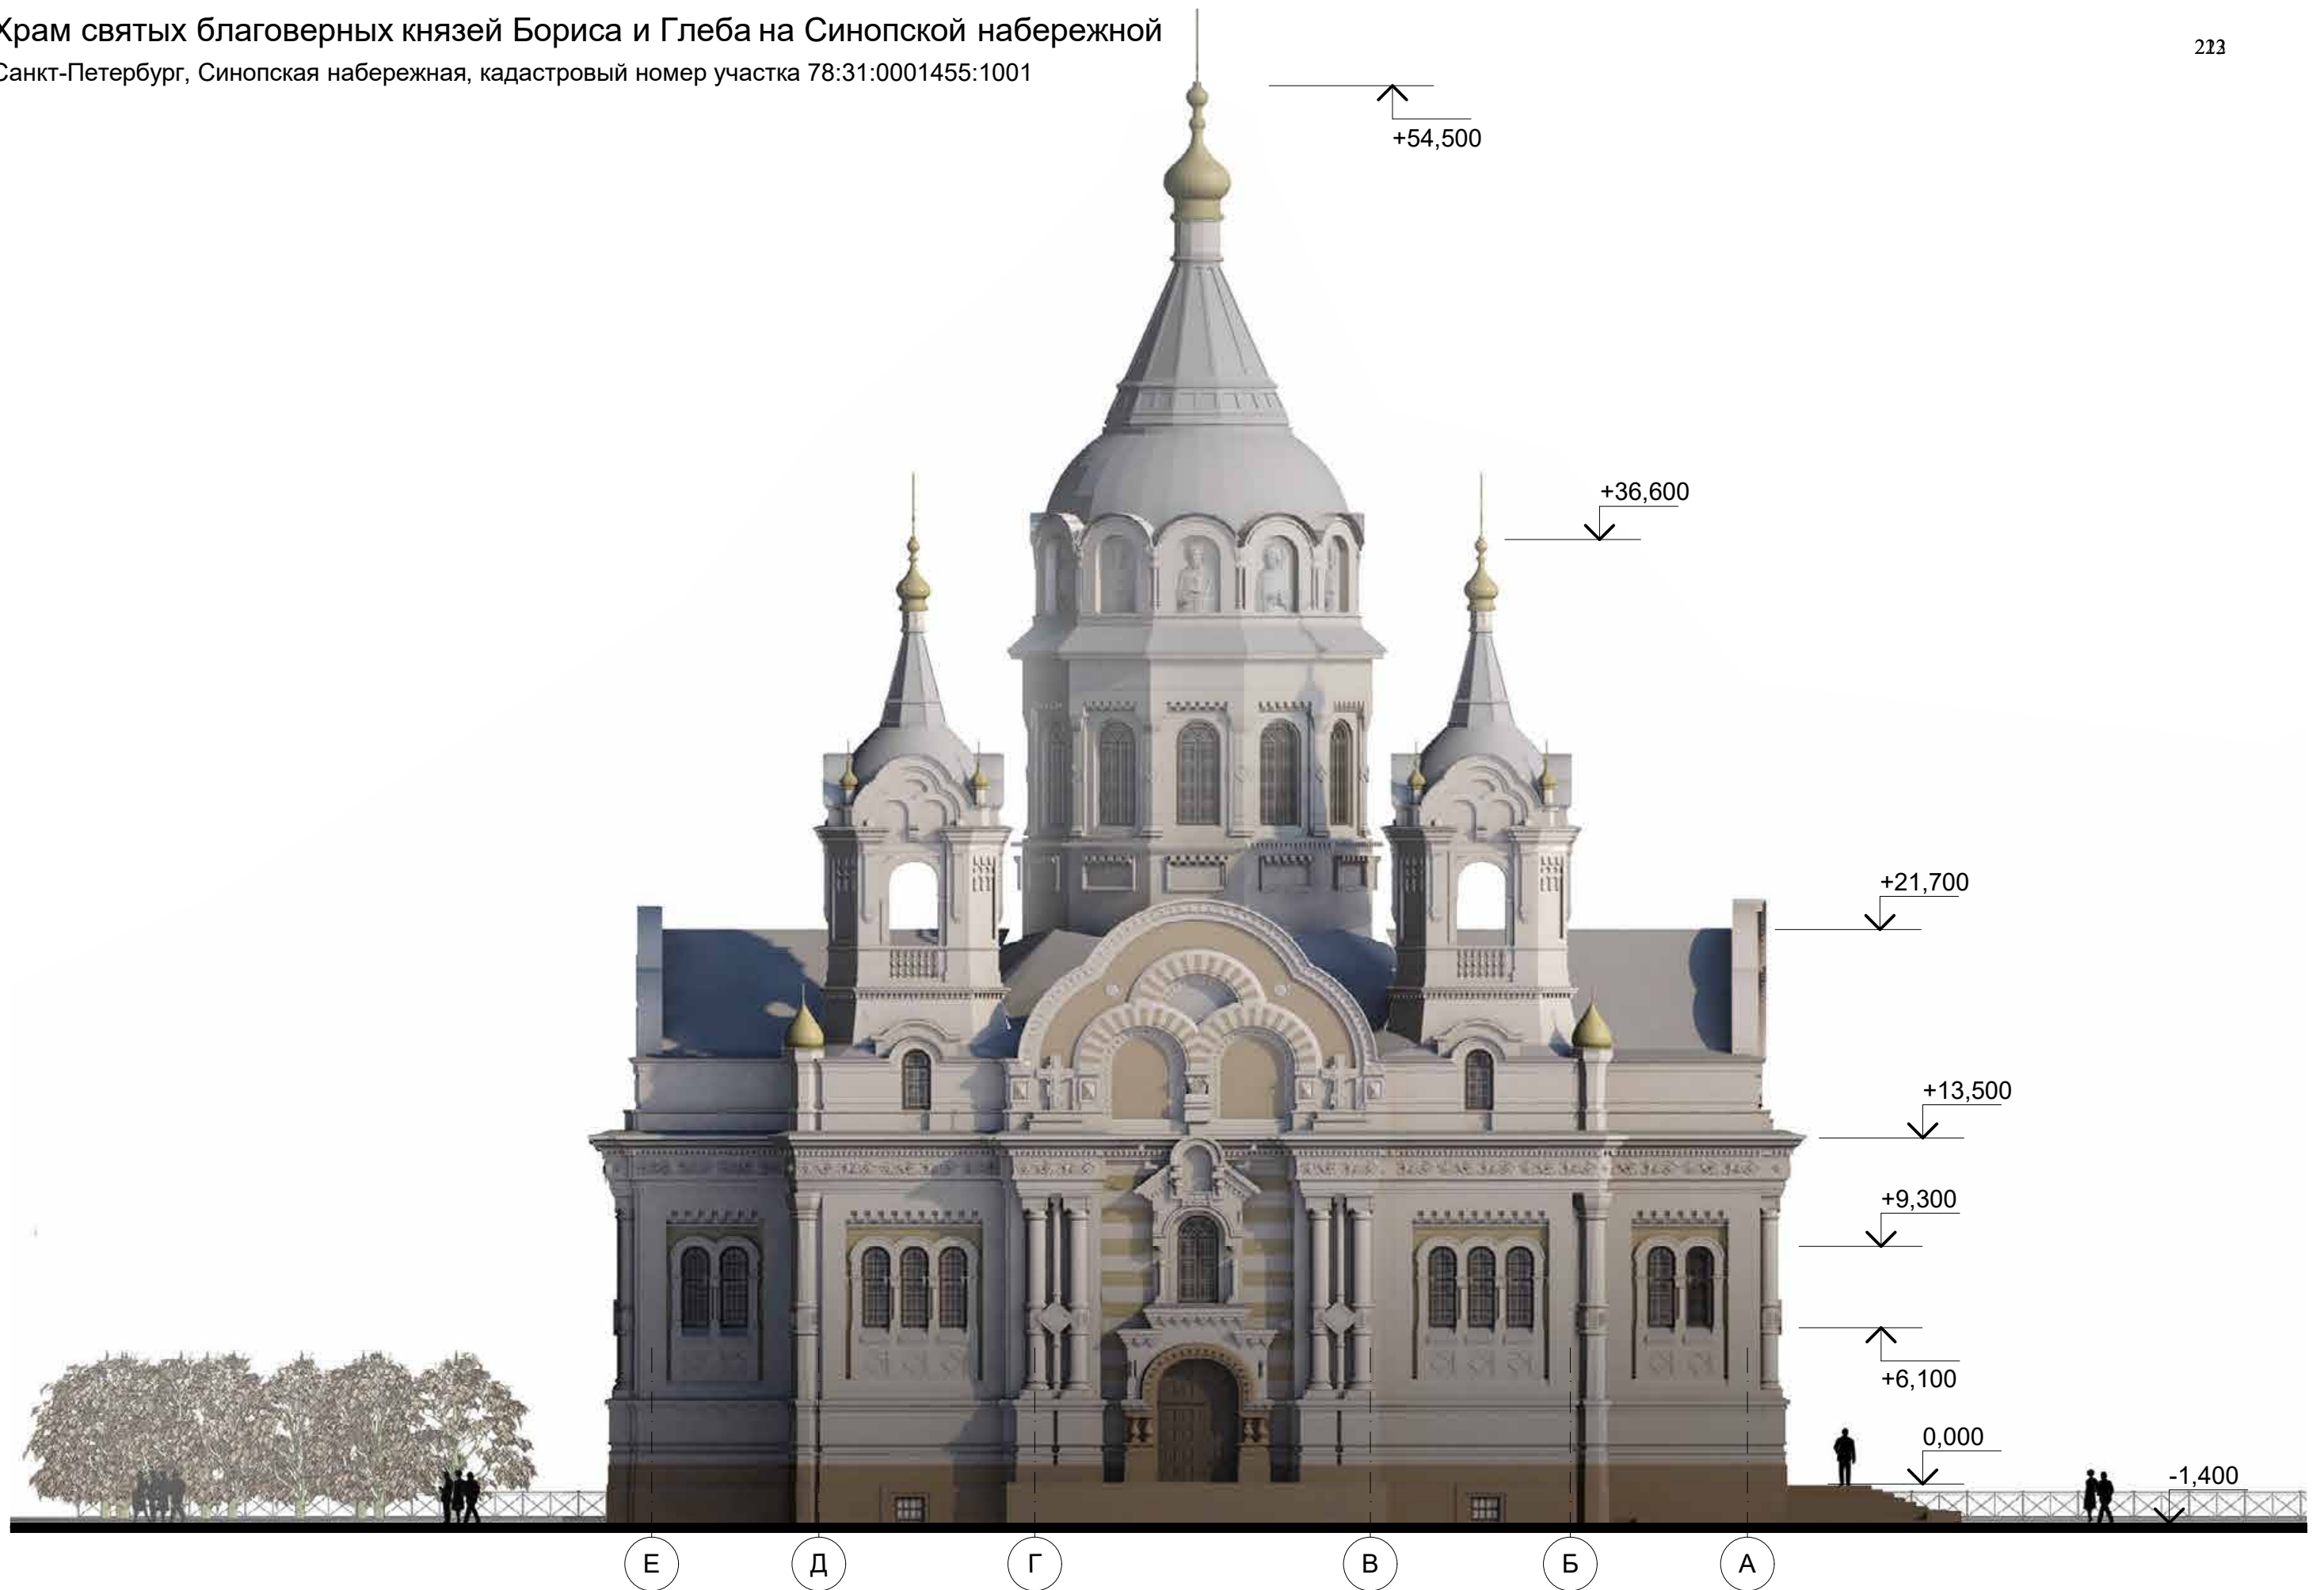 Храм святых благоверных князей Бориса и Глеба на Синопской набережной
Санкт-Петербург, Синопская набережная, кадастровый номер участка 78:31:0001455:1001
+54,500
+36,600
+21,700
+13,500
+9,300
+6,100
0,000
-1,400
Е Д Г В Б А